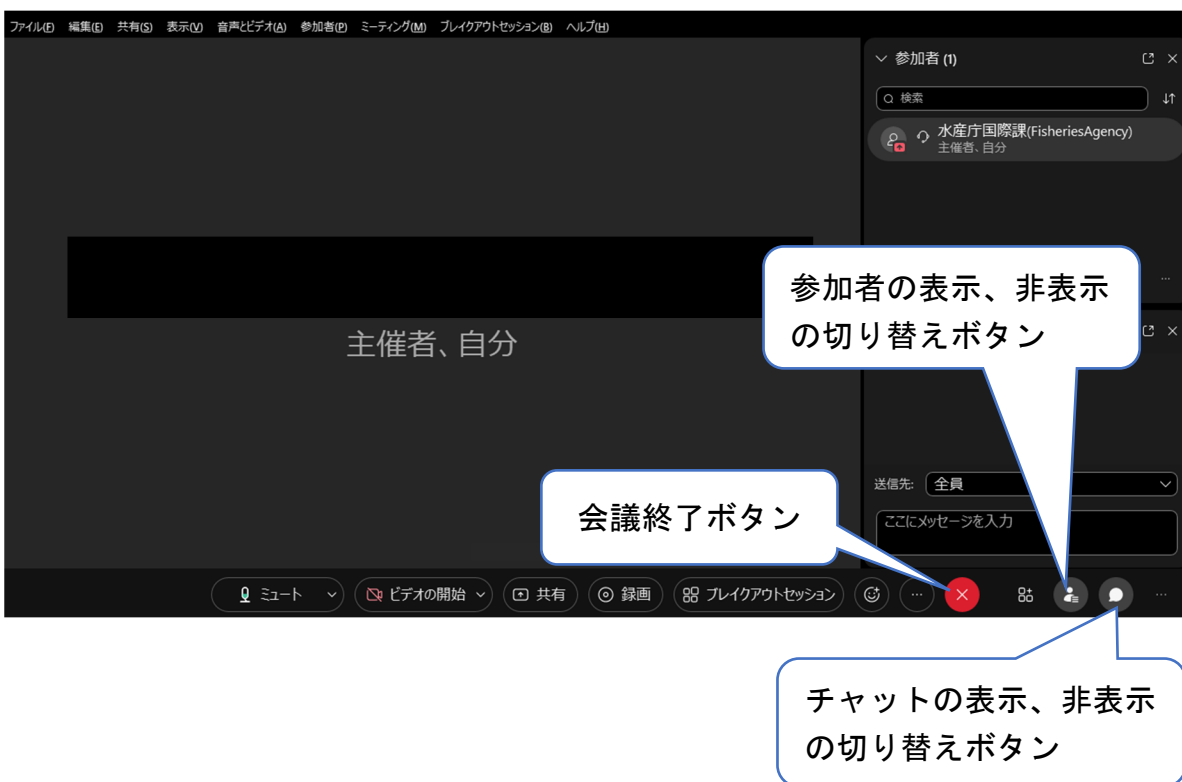 ファイル(F) 編集(E) 共有(S) 表示(V) 音声とビデオ(A) 参加者(P) ミーティング(M) ブレイクアウトセッション(B) ヘルプ(H)
参加者 (1)
検索
水産庁国際課(FisheriesAgency)
主催者、自分
主催者、自分
参加者の表示、非表示
の切り替えボタン
送信先: 全員
ここにメッセージを入力
会議終了ボタン
ミュート ビデオの開始 共有 録画 ブレイクアウトセッション
チャットの表示、非表示
の切り替えボタン